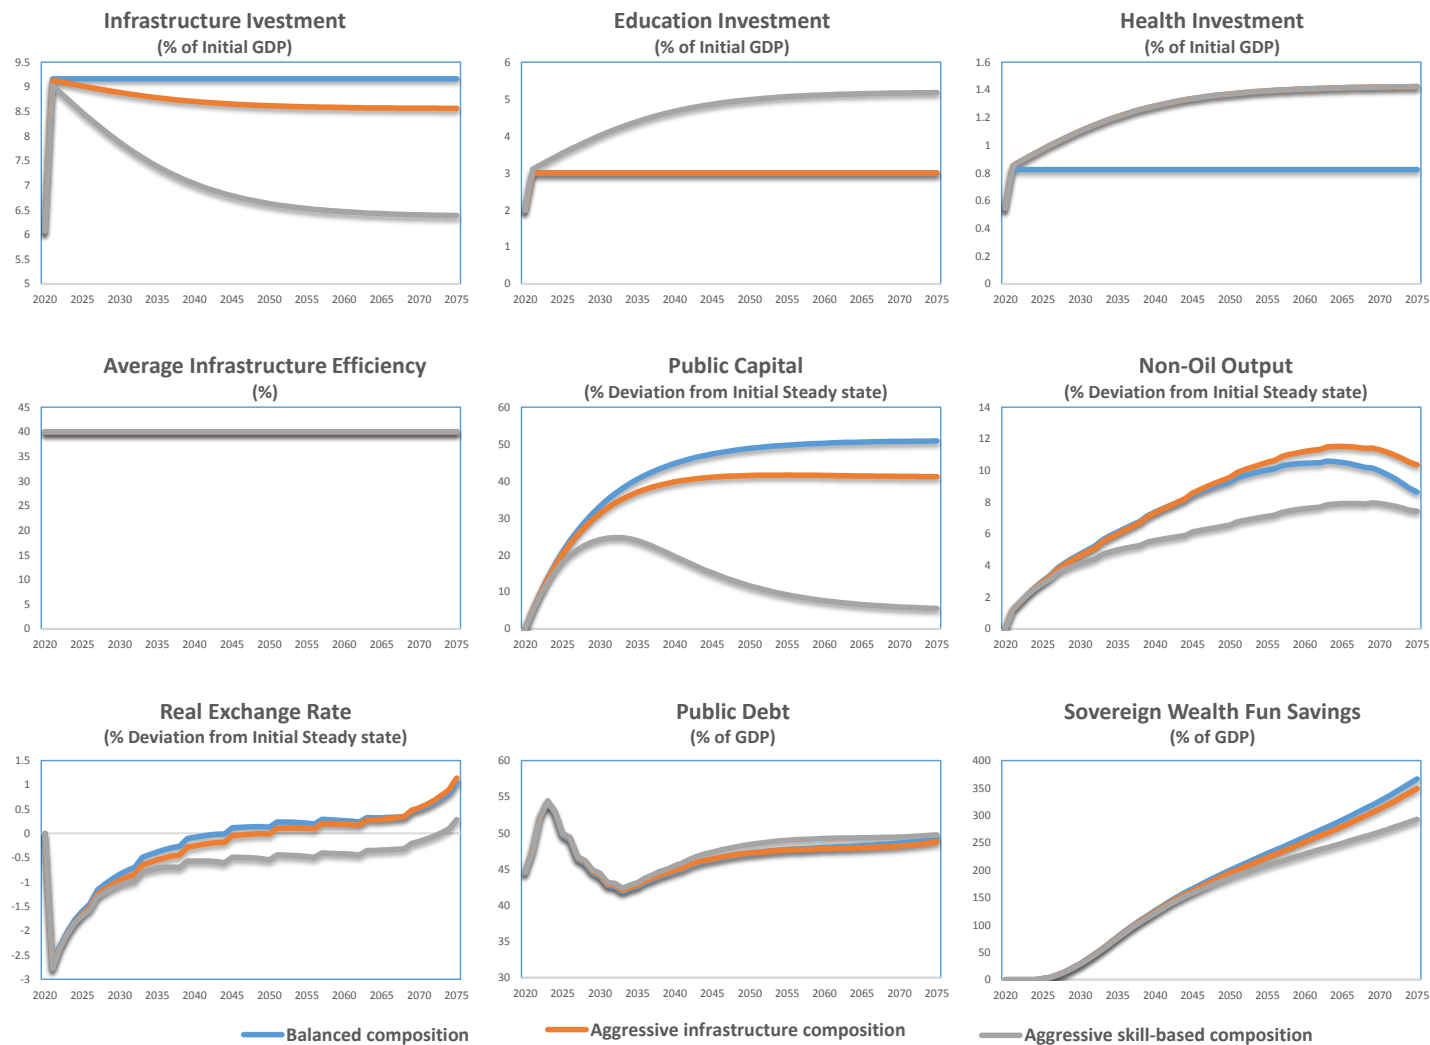 Infrastructure Ivestment
(% of Initial GDP)
9.5
9
8.5
8
7.5
7
6.5
6
5.5
5
2020 2025 2030 2035 2040 2045 2050 2055 2060 2065 2070 2075
Education Investment
(% of Initial GDP)
6
5
4
3
2
1
0
2020 2025 2030 2035 2040 2045 2050 2055 2060 2065 2070 2075
Health Investment
(% of Initial GDP)
1.6
1.4
1.2
1
0.8
0.6
0.4
0.2
0
2020 2025 2030 2035 2040 2045 2050 2055 2060 2065 2070 2075
Average Infrastructure Efficiency
(%)
45
40
35
30
25
20
15
10
5
0
2020 2025 2030 2035 2040 2045 2050 2055 2060 2065 2070 2075
Public Capital
(% Deviation from Initial Steady state)
60
50
40
30
20
10
0
2020 2025 2030 2035 2040 2045 2050 2055 2060 2065 2070 2075
Non-Oil Output
(% Deviation from Initial Steady state)
14
12
10
8
6
4
2
0
2020 2025 2030 2035 2040 2045 2050 2055 2060 2065 2070 2075
Real Exchange Rate
(% Deviation from Initial Steady state)
1.5
1
0.5
0
-0.5
-1
-1.5
-2
-2.5
-3
2020 2025 2030 2035 2040 2045 2050 2055 2060 2065 2070 2075
Public Debt
(% of GDP)
60
55
50
45
40
35
30
2020 2025 2030 2035 2040 2045 2050 2055 2060 2065 2070 2075
Sovereign Wealth Fun Savings
(% of GDP)
400
350
300
250
200
150
100
50
0
2020 2025 2030 2035 2040 2045 2050 2055 2060 2065 2070 2075
Balanced composition
Aggressive infrastructure composition
Aggressive skill-based composition